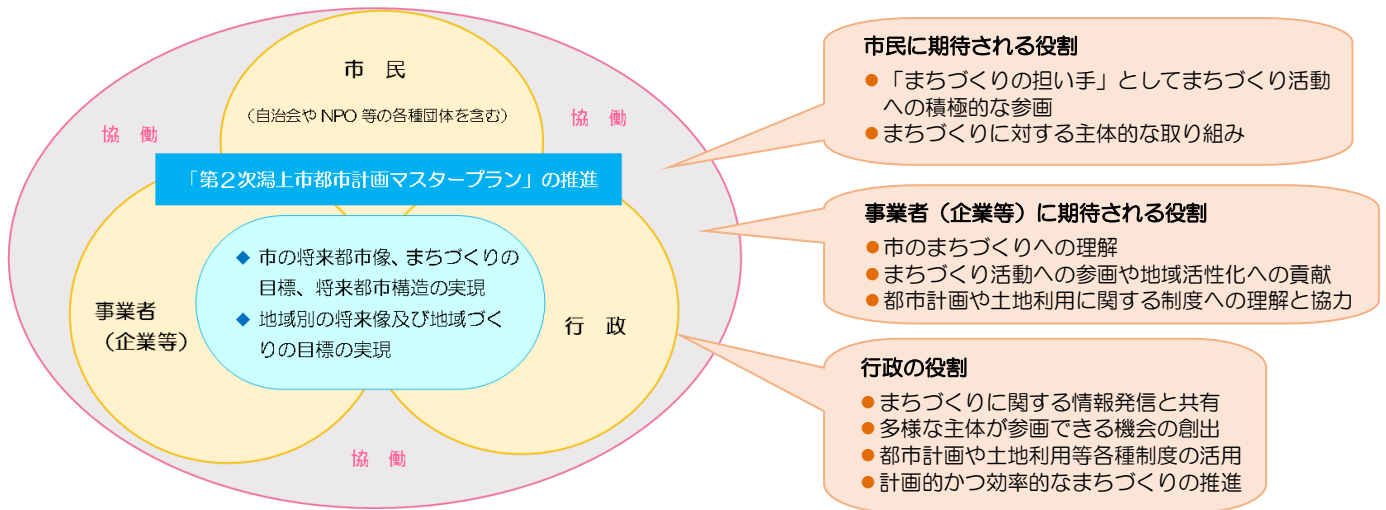 市 民
（自治会や NPO 等の各種団体を含む）
協 働
協 働
「第２次潟上市都市計画マスタープラン」の推進
◆ 市の将来都市像、まちづくりの
目標、将来都市構造の実現
◆ 地域別の将来像及び地域づく
りの目標の実現
事業者
（企業等）
行 政
協 働
市民に期待される役割
● 「まちづくりの担い手」としてまちづくり活動
への積極的な参画
● まちづくりに対する主体的な取り組み
事業者（企業等）に期待される役割
● 市のまちづくりへの理解
● まちづくり活動への参画や地域活性化への貢献
● 都市計画や土地利用に関する制度への理解と協力
行政の役割
● まちづくりに関する情報発信と共有
● 多様な主体が参画できる機会の創出
● 都市計画や土地利用等各種制度の活用
● 計画的かつ効率的なまちづくりの推進